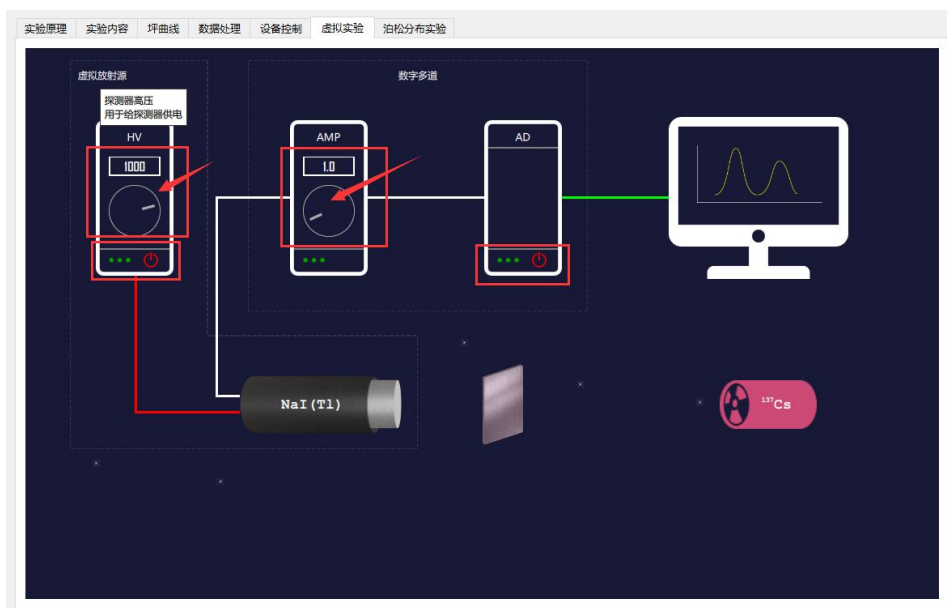 实验原理 实验内容 坪曲线 数据处理 设备控制 虚拟实验 泊松分布实验
虚拟放射源
数字多道
探测器高压
用于给探测器供电
HV
AMP
AD
1000
1.0
NaI(Tl)
¹³⁷Cs